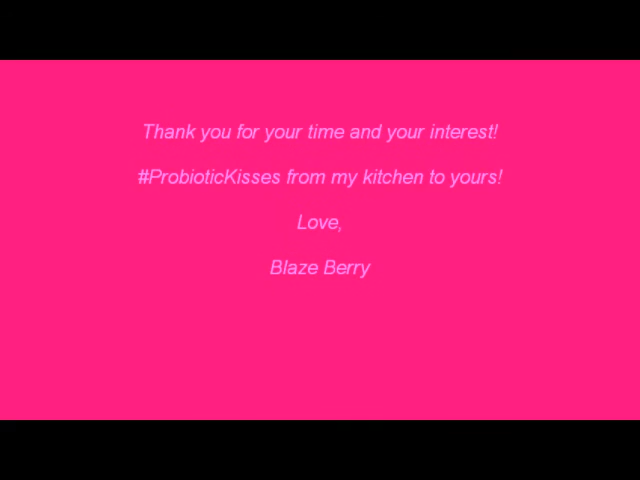 Thank you for your time and your interest!
#ProbioticKisses from my kitchen to yours!
Love,
Blaze Berry